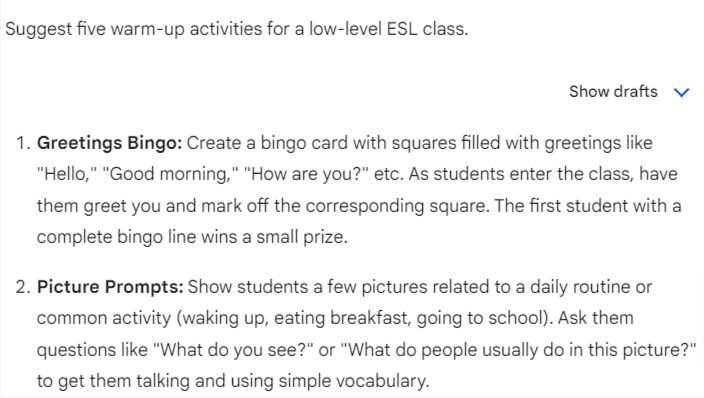 Suggest five warm-up activities for a low-level ESL class.
Show drafts
1. Greetings Bingo: Create a bingo card with squares filled with greetings like
"Hello," "Good morning," "How are you?" etc. As students enter the class, have
them greet you and mark off the corresponding square. The first student with a
complete bingo line wins a small prize.
2. Picture Prompts: Show students a few pictures related to a daily routine or
common activity (waking up, eating breakfast, going to school). Ask them
questions like "What do you see?" or "What do people usually do in this picture?"
to get them talking and using simple vocabulary.